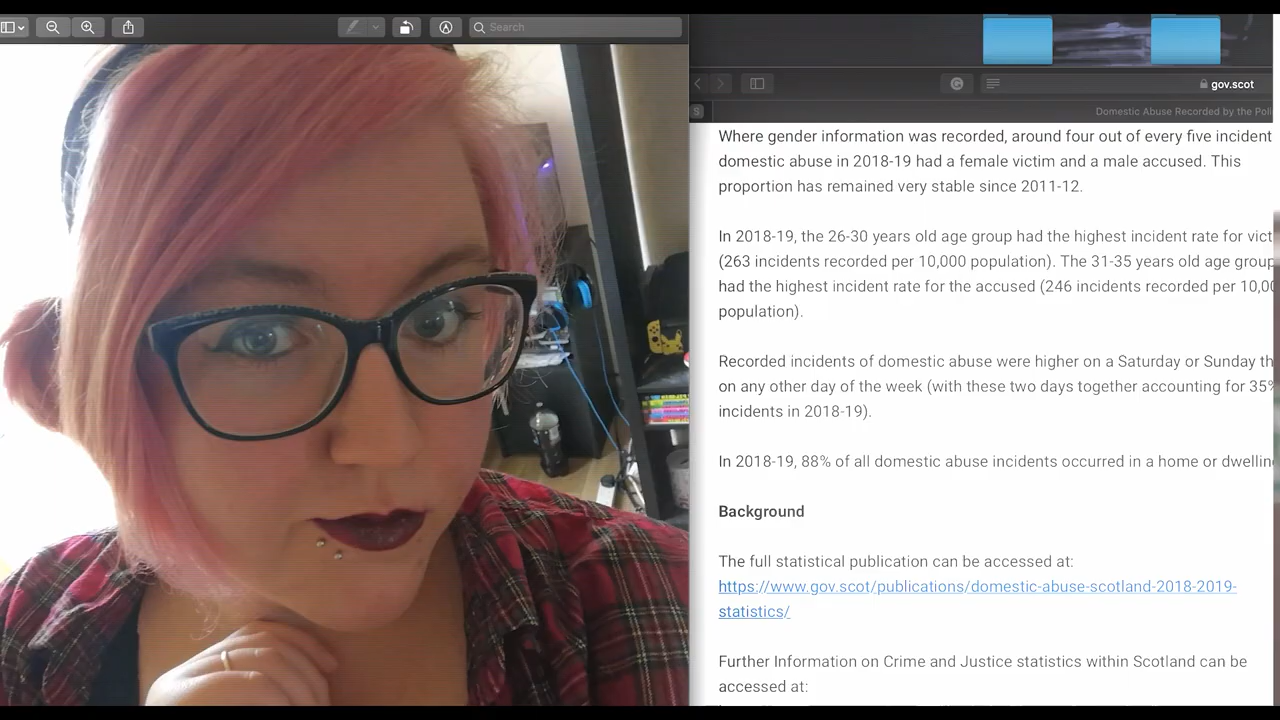 Search
gov.scot
S
Domestic Abuse Recorded by the Poli
Where gender information was recorded, around four out of every five incident
domestic abuse in 2018-19 had a female victim and a male accused. This
proportion has remained very stable since 2011-12.
In 2018-19, the 26-30 years old age group had the highest incident rate for vict
(263 incidents recorded per 10,000 population). The 31-35 years old age group
had the highest incident rate for the accused (246 incidents recorded per 10,00
population).
Recorded incidents of domestic abuse were higher on a Saturday or Sunday th
on any other day of the week (with these two days together accounting for 35%
incidents in 2018-19).
In 2018-19, 88% of all domestic abuse incidents occurred in a home or dwelling
Background
The full statistical publication can be accessed at:
https://www.gov.scot/publications/domestic-abuse-scotland-2018-2019-
statistics/
Further Information on Crime and Justice statistics within Scotland can be
accessed at: